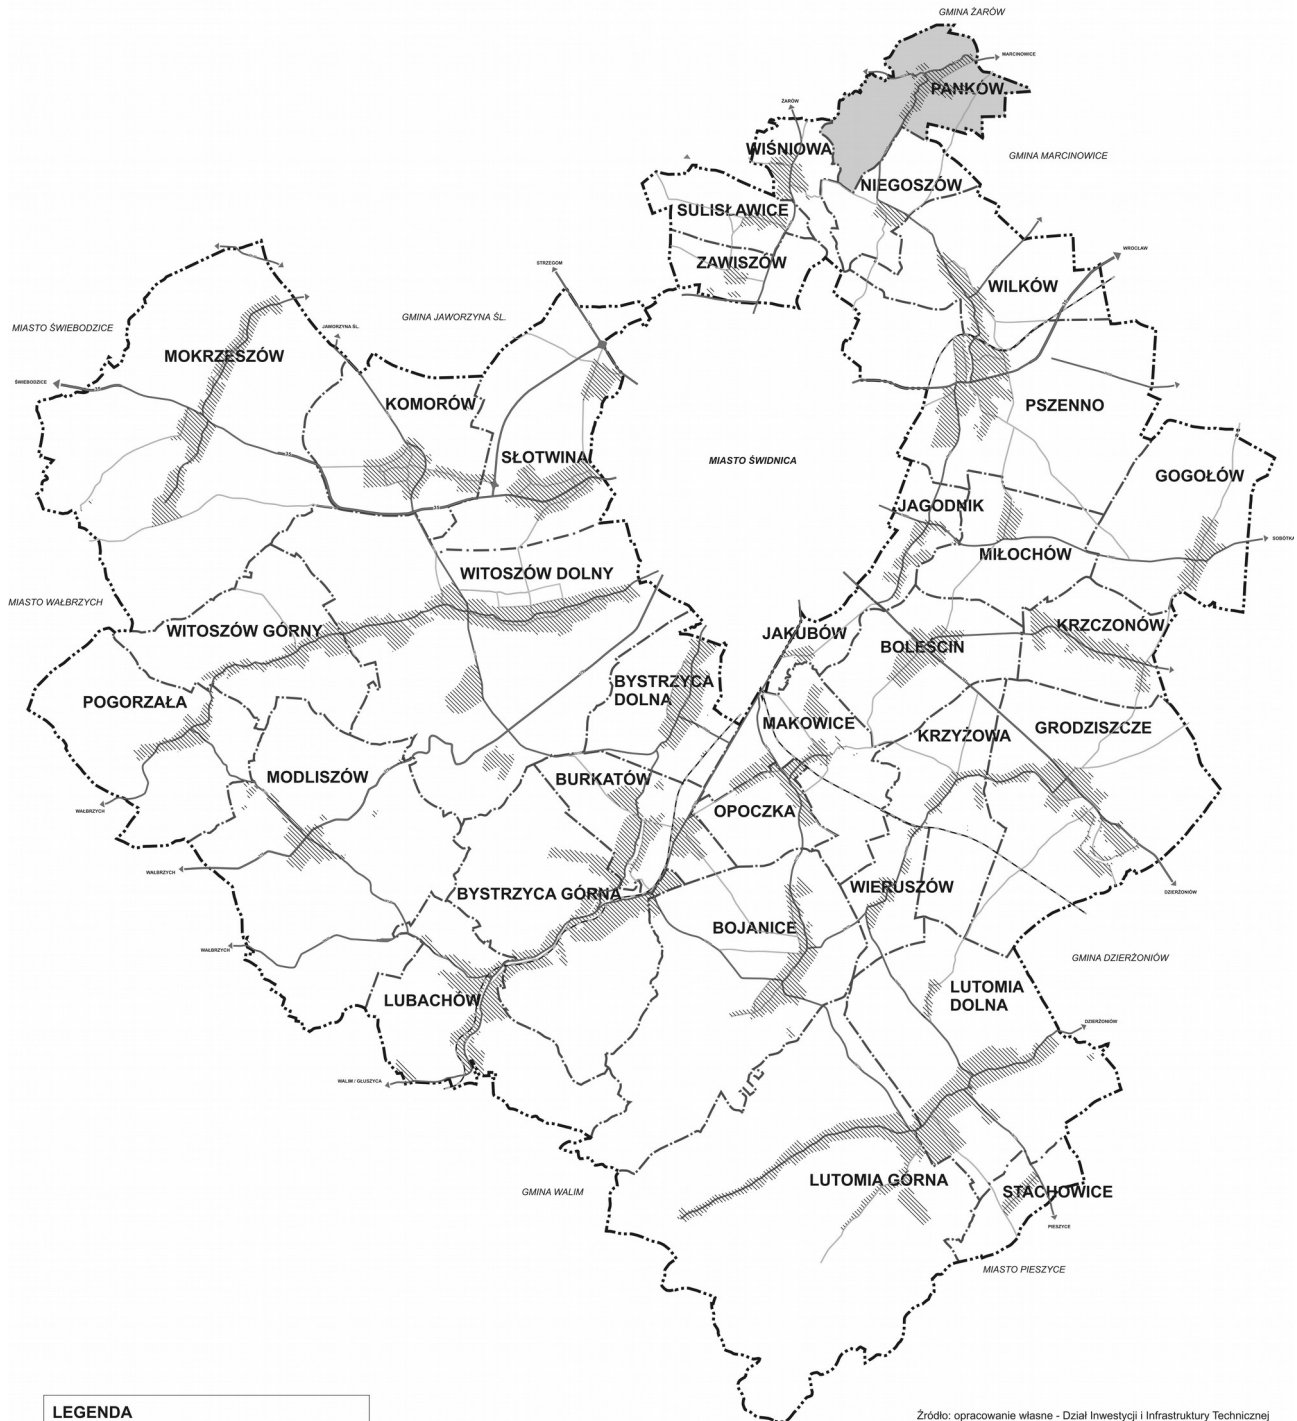 GMINA ŻARÓW
MARCINOWICE
PANKÓW
ŻARÓW
WIŚNIOWA
GMINA MARCINOWICE
NIEGOSZÓW
SULISŁAWICE
ZAWISZÓW
WROCŁAW
STRZEGOM
WILKÓW
GMINA JAWORZYNA ŚL.
MIASTO ŚWIEBODZICE
JAWORZYNA ŚL.
MOKRZESZÓW
ŚWIEBODZICE
KOMORÓW
PSZENNO
SŁOTWINA
MIASTO ŚWIDNICA
GOGOŁÓW
JAGODNIK
SOBÓTKA
MIŁOCHÓW
WITOSZÓW DOLNY
MIASTO WAŁBRZYCH
WITOSZÓW GÓRNY
JAKUBÓW
BOLEŚCIN
KRZCZONÓW
BYSTRZYCA
DOLNA
POGORZAŁA
MAKOWICE
KRZYŻOWA
GRODZISZCZE
MODLISZÓW
BURKATÓW
WAŁBRZYCH
OPOCZKA
WAŁBRZYCH
BYSTRZYCA GÓRNA
WIERUSZÓW
DZIERŻONIÓW
BOJANICE
WAŁBRZYCH
GMINA DZIERŻONIÓW
LUBACHÓW
LUTOMIA
DOLNA
DZIERŻONIÓW
WALIM / GŁUSZYCA
LUTOMIA GÓRNA
GMINA WALIM
STACHOWICE
PIESZYCE
MIASTO PIESZYCE
LEGENDA
Źródło: opracowanie własne - Dział Inwestycji i Infrastruktury Technicznej